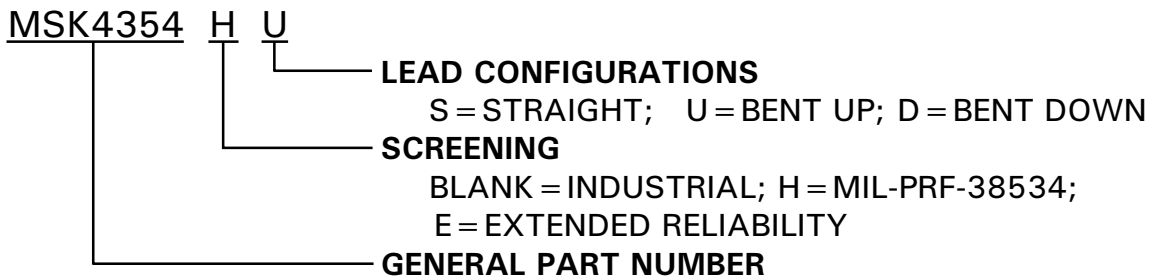 MSK4354 H U
LEAD CONFIGURATIONS
S=STRAIGHT; U=BENT UP; D=BENT DOWN
SCREENING
BLANK=INDUSTRIAL; H=MIL-PRF-38534;
E=EXTENDED RELIABILITY
GENERAL PART NUMBER